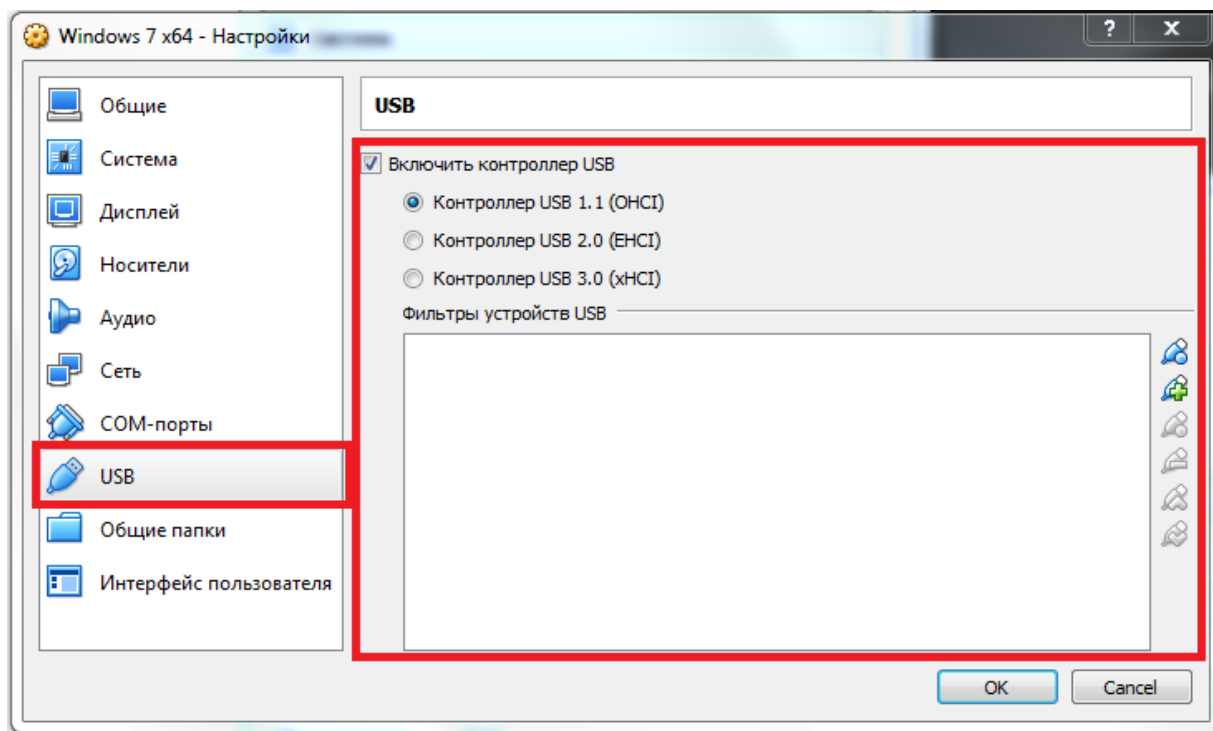 Windows 7 x64 - Настройки
? x
Общие
Система
Дисплей
Носители
Аудио
Сеть
COM-порты
USB
Общие папки
Интерфейс пользователя
USB
Включить контроллер USB
Контроллер USB 1.1 (OHCI)
Контроллер USB 2.0 (EHCI)
Контроллер USB 3.0 (xHCI)
Фильтры устройств USB
OK
Cancel